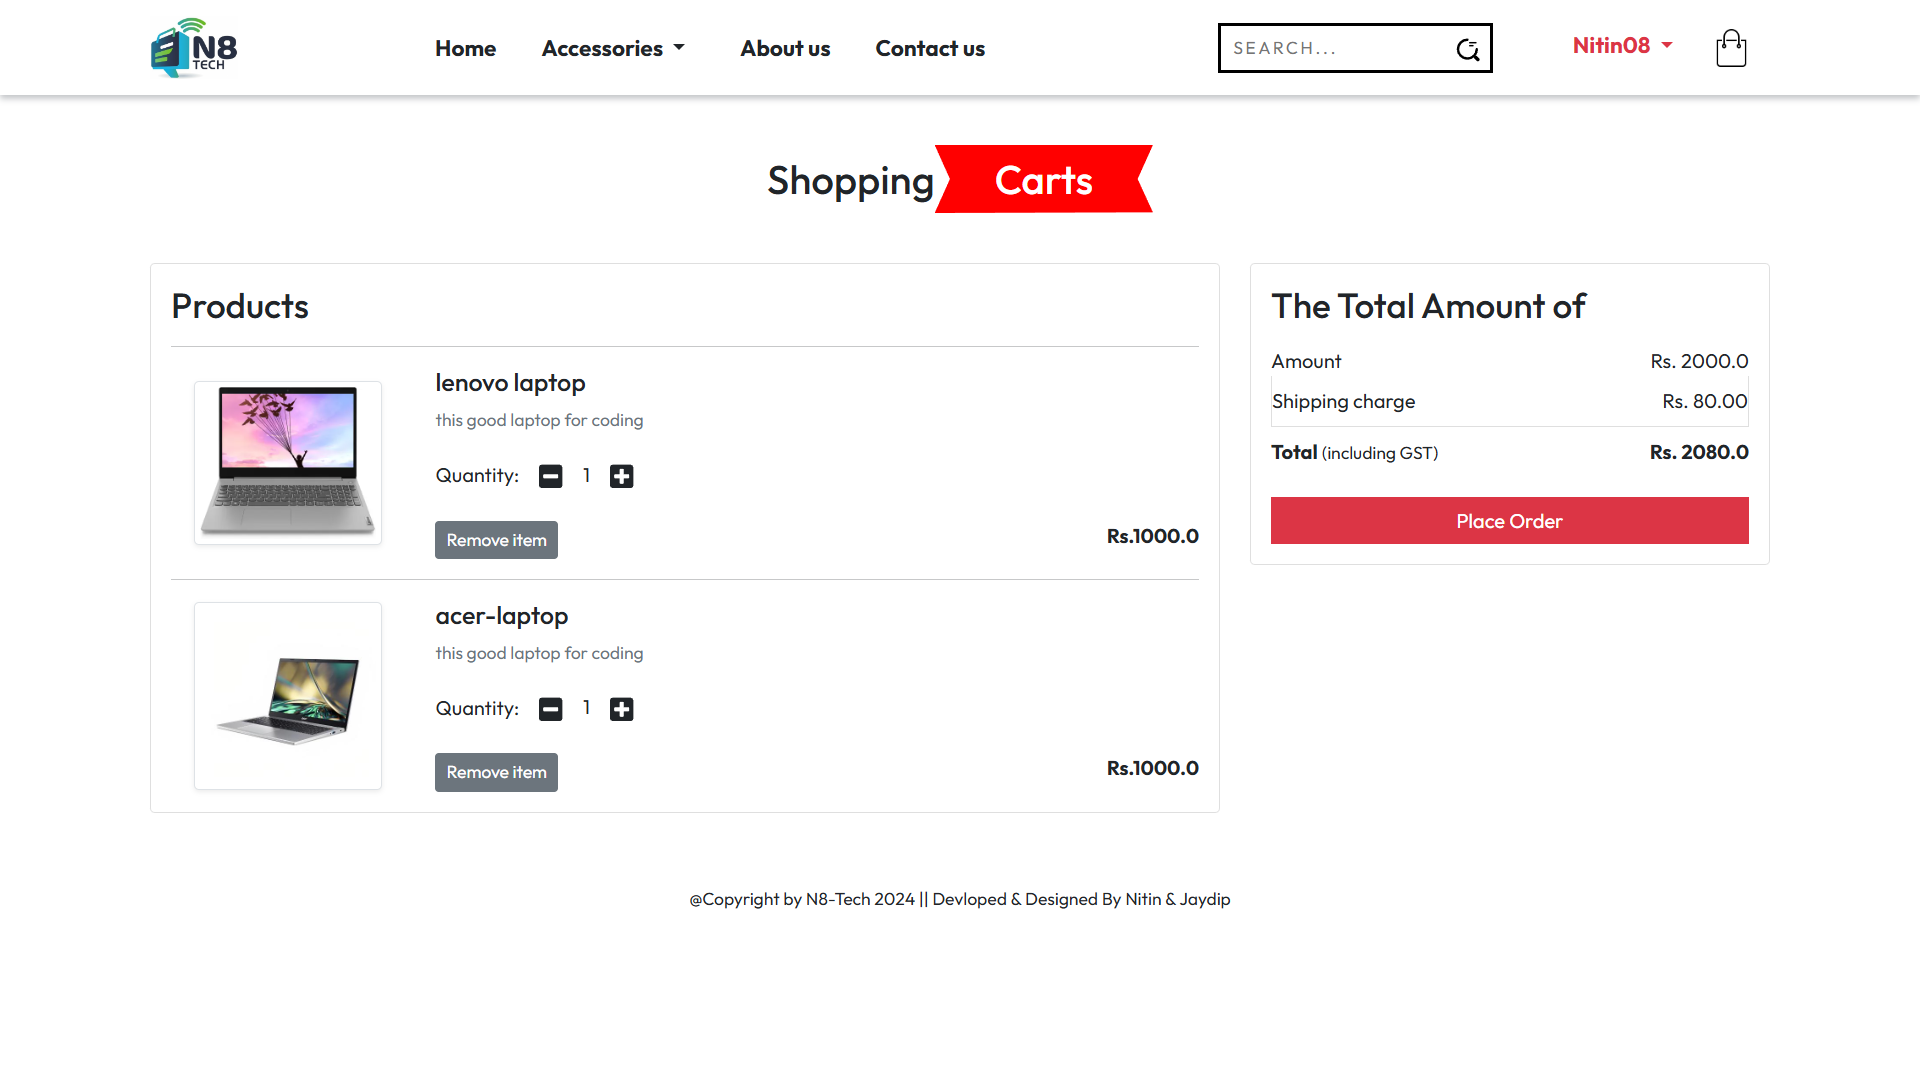 N8
TECH
Home Accessories About us Contact us
SEARCH...
Nitin08
Shopping Carts
Products
lenovo laptop
this good laptop for coding
Quantity: 1
Remove item
Rs.1000.0
acer-laptop
this good laptop for coding
Quantity: 1
Remove item
Rs.1000.0
The Total Amount of
Amount Rs. 2000.0
Shipping charge Rs. 80.00
Total (including GST) Rs. 2080.0
Place Order
@Copyright by N8-Tech 2024 || Devloped & Designed By Nitin & Jaydip